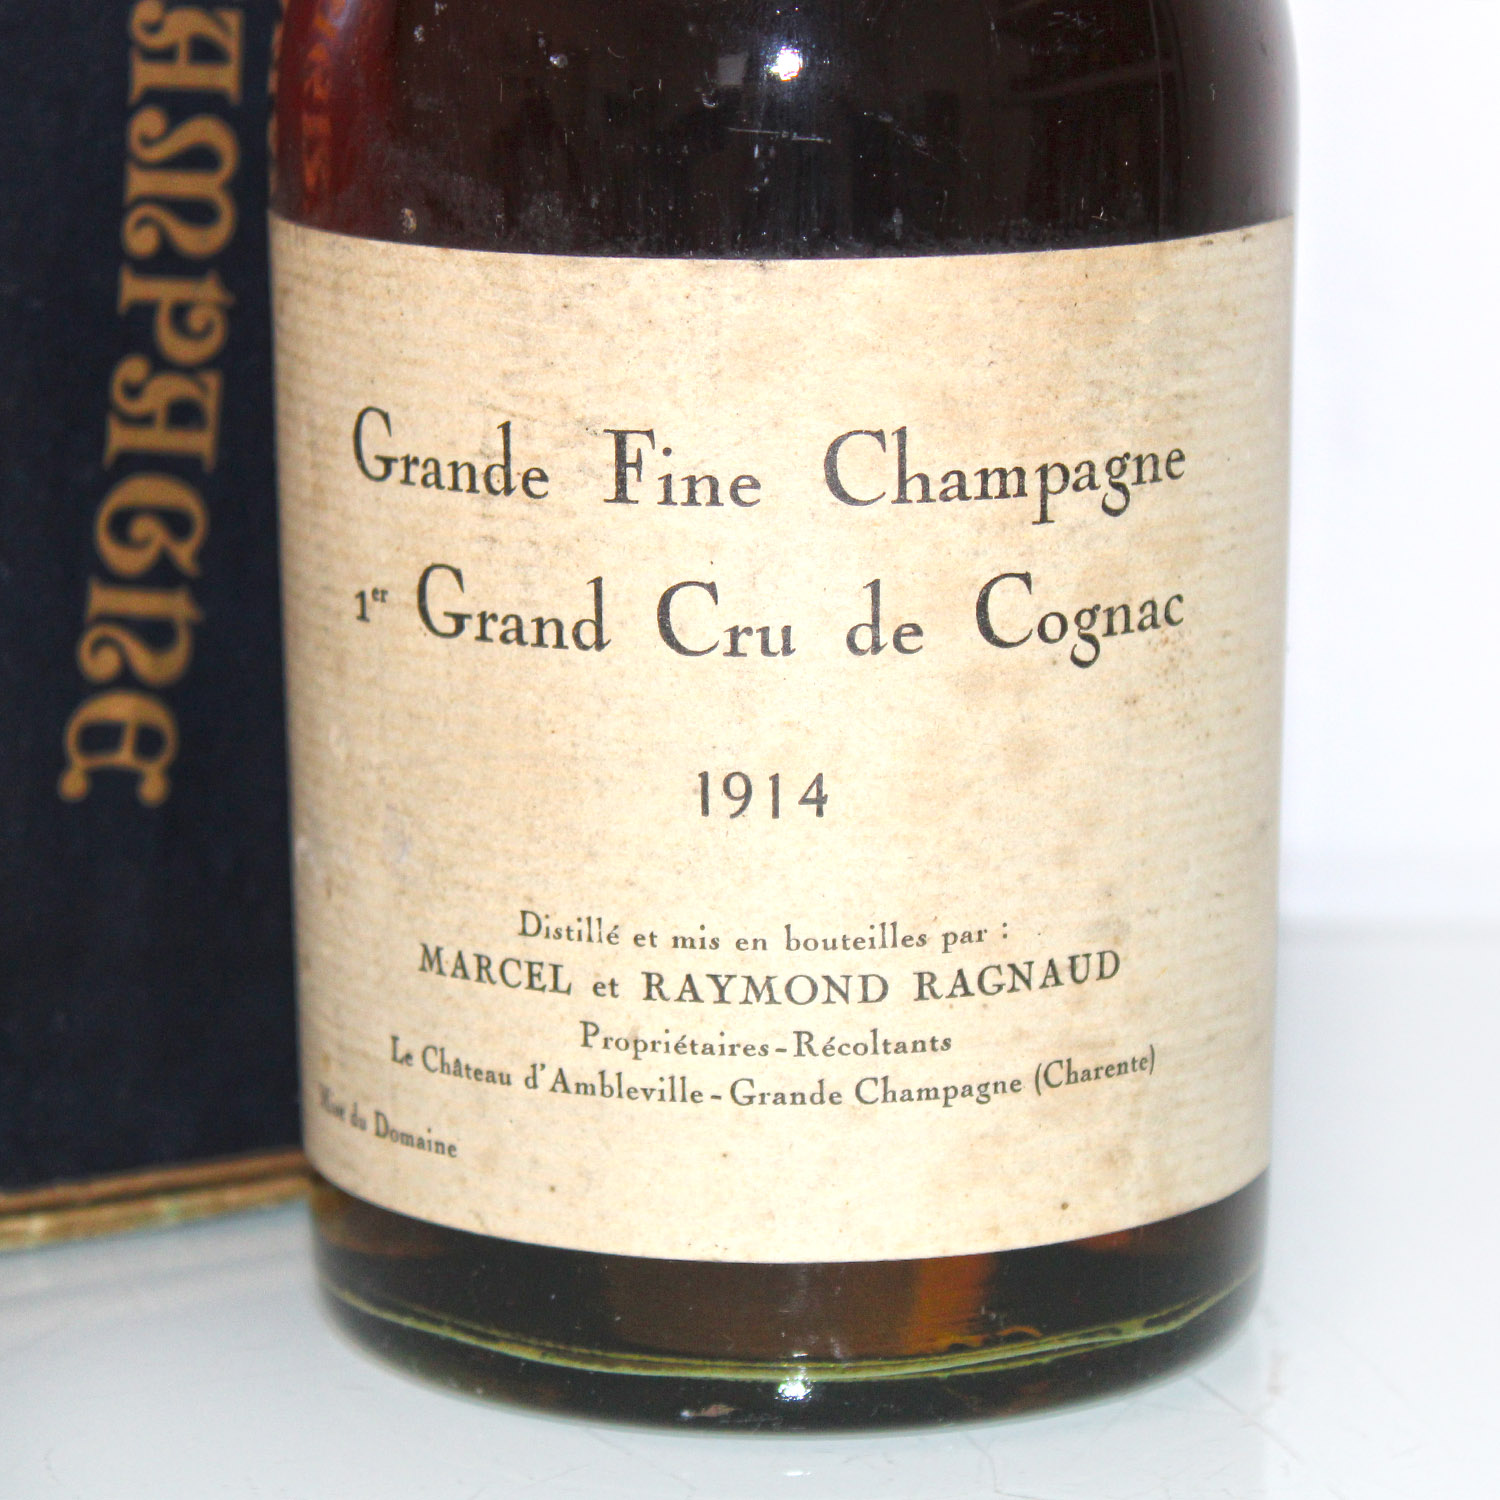 Grande Fine Champagne
1er Grand Cru de Cognac
1914
Distillé et mis en bouteilles par :
MARCEL et RAYMOND RAGNAUD
Propriétaires-Récoltants
Le Château d'Ambleville-Grande Champagne (Charente)
Mise du Domaine